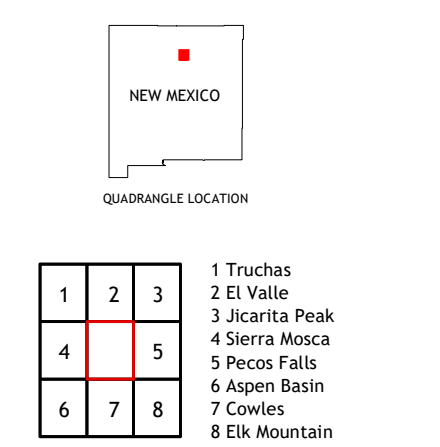 NEW MEXICO
QUADRANGLE LOCATION
1 2 3
4 5
6 7 8
1 Truchas
2 El Valle
3 Jicarita Peak
4 Sierra Mosca
5 Pecos Falls
6 Aspen Basin
7 Cowles
8 Elk Mountain